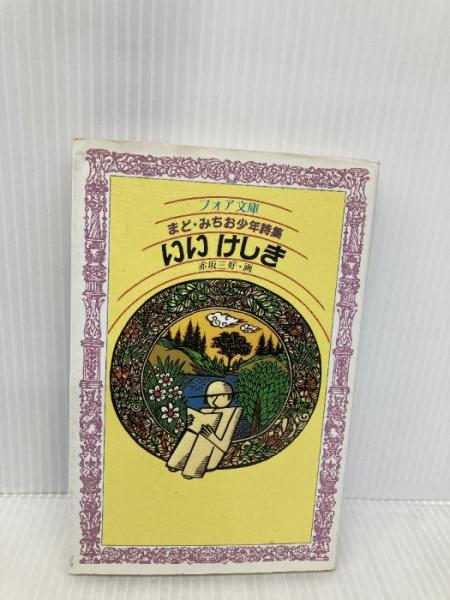 フォア文庫
まど・みちお少年詩集
いいけしき
赤坂三好・画